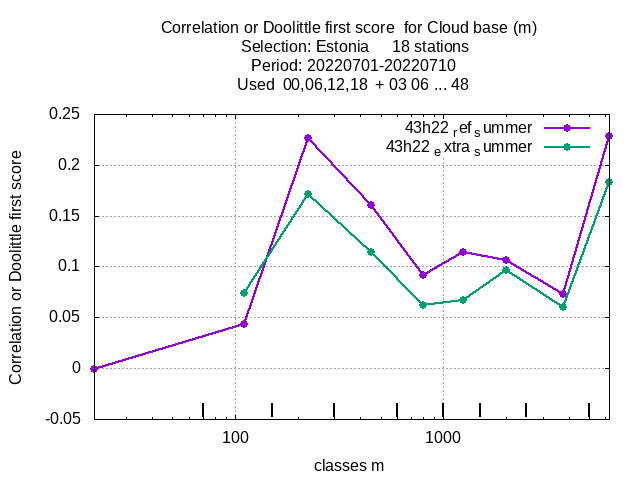 Correlation or Doolittle first score  for Cloud base (m)
Selection: Estonia     18 stations
Period: 20220701-20220710
Used  00,06,12,18  + 03 06 ... 48
0.25
0.2
0.15
0.1
0.05
0
-0.05
Correlation or Doolittle first score
43h22 ref summer
43h22 extra summer
100
1000
classes m